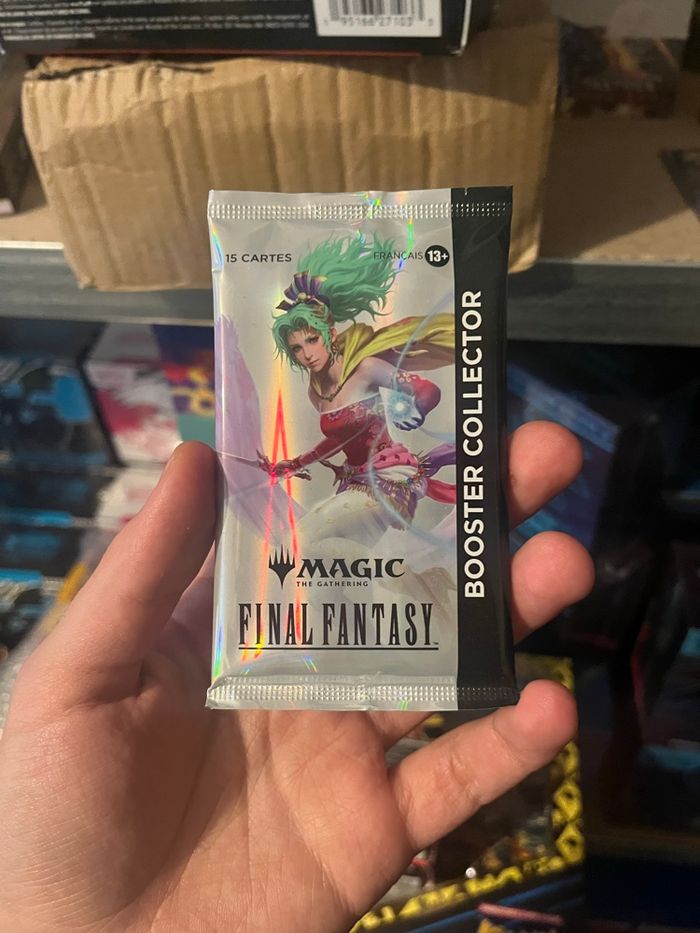 15 CARTES
FRANÇAIS 13+
BOOSTER COLLECTOR
MAGIC
THE GATHERING
FINAL FANTASY